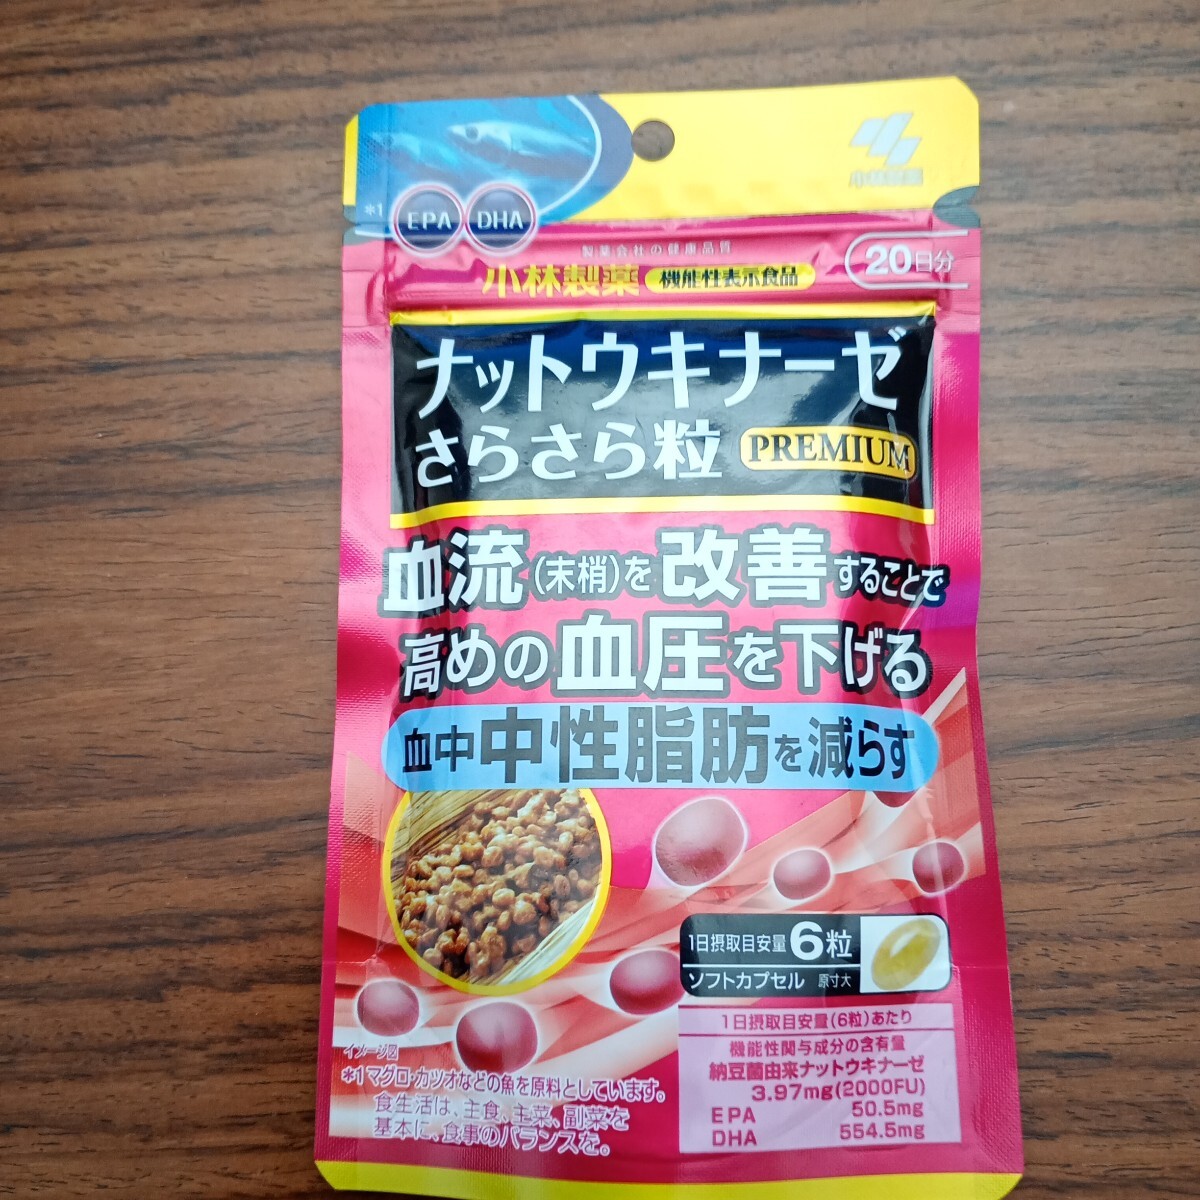 小林製薬
*1 EPA DHA
製薬会社の健康品質
小林製薬 機能性表示食品
20日分
ナットウキナーゼ
さらさら粒 PREMIUM
血流(末梢)を改善することで
高めの血圧を下げる
血中中性脂肪を減らす
1日摂取目安量6粒
ソフトカプセル 原寸大
1日摂取目安量(6粒)あたり
機能性関与成分の含有量
納豆菌由来ナットウキナーゼ
3.97mg(2000FU)
EPA 50.5mg
DHA 554.5mg
イメージ図
*1マグロ・カツオなどの魚を原料としています。
食生活は、主食、主菜、副菜を
基本に、食事のバランスを。